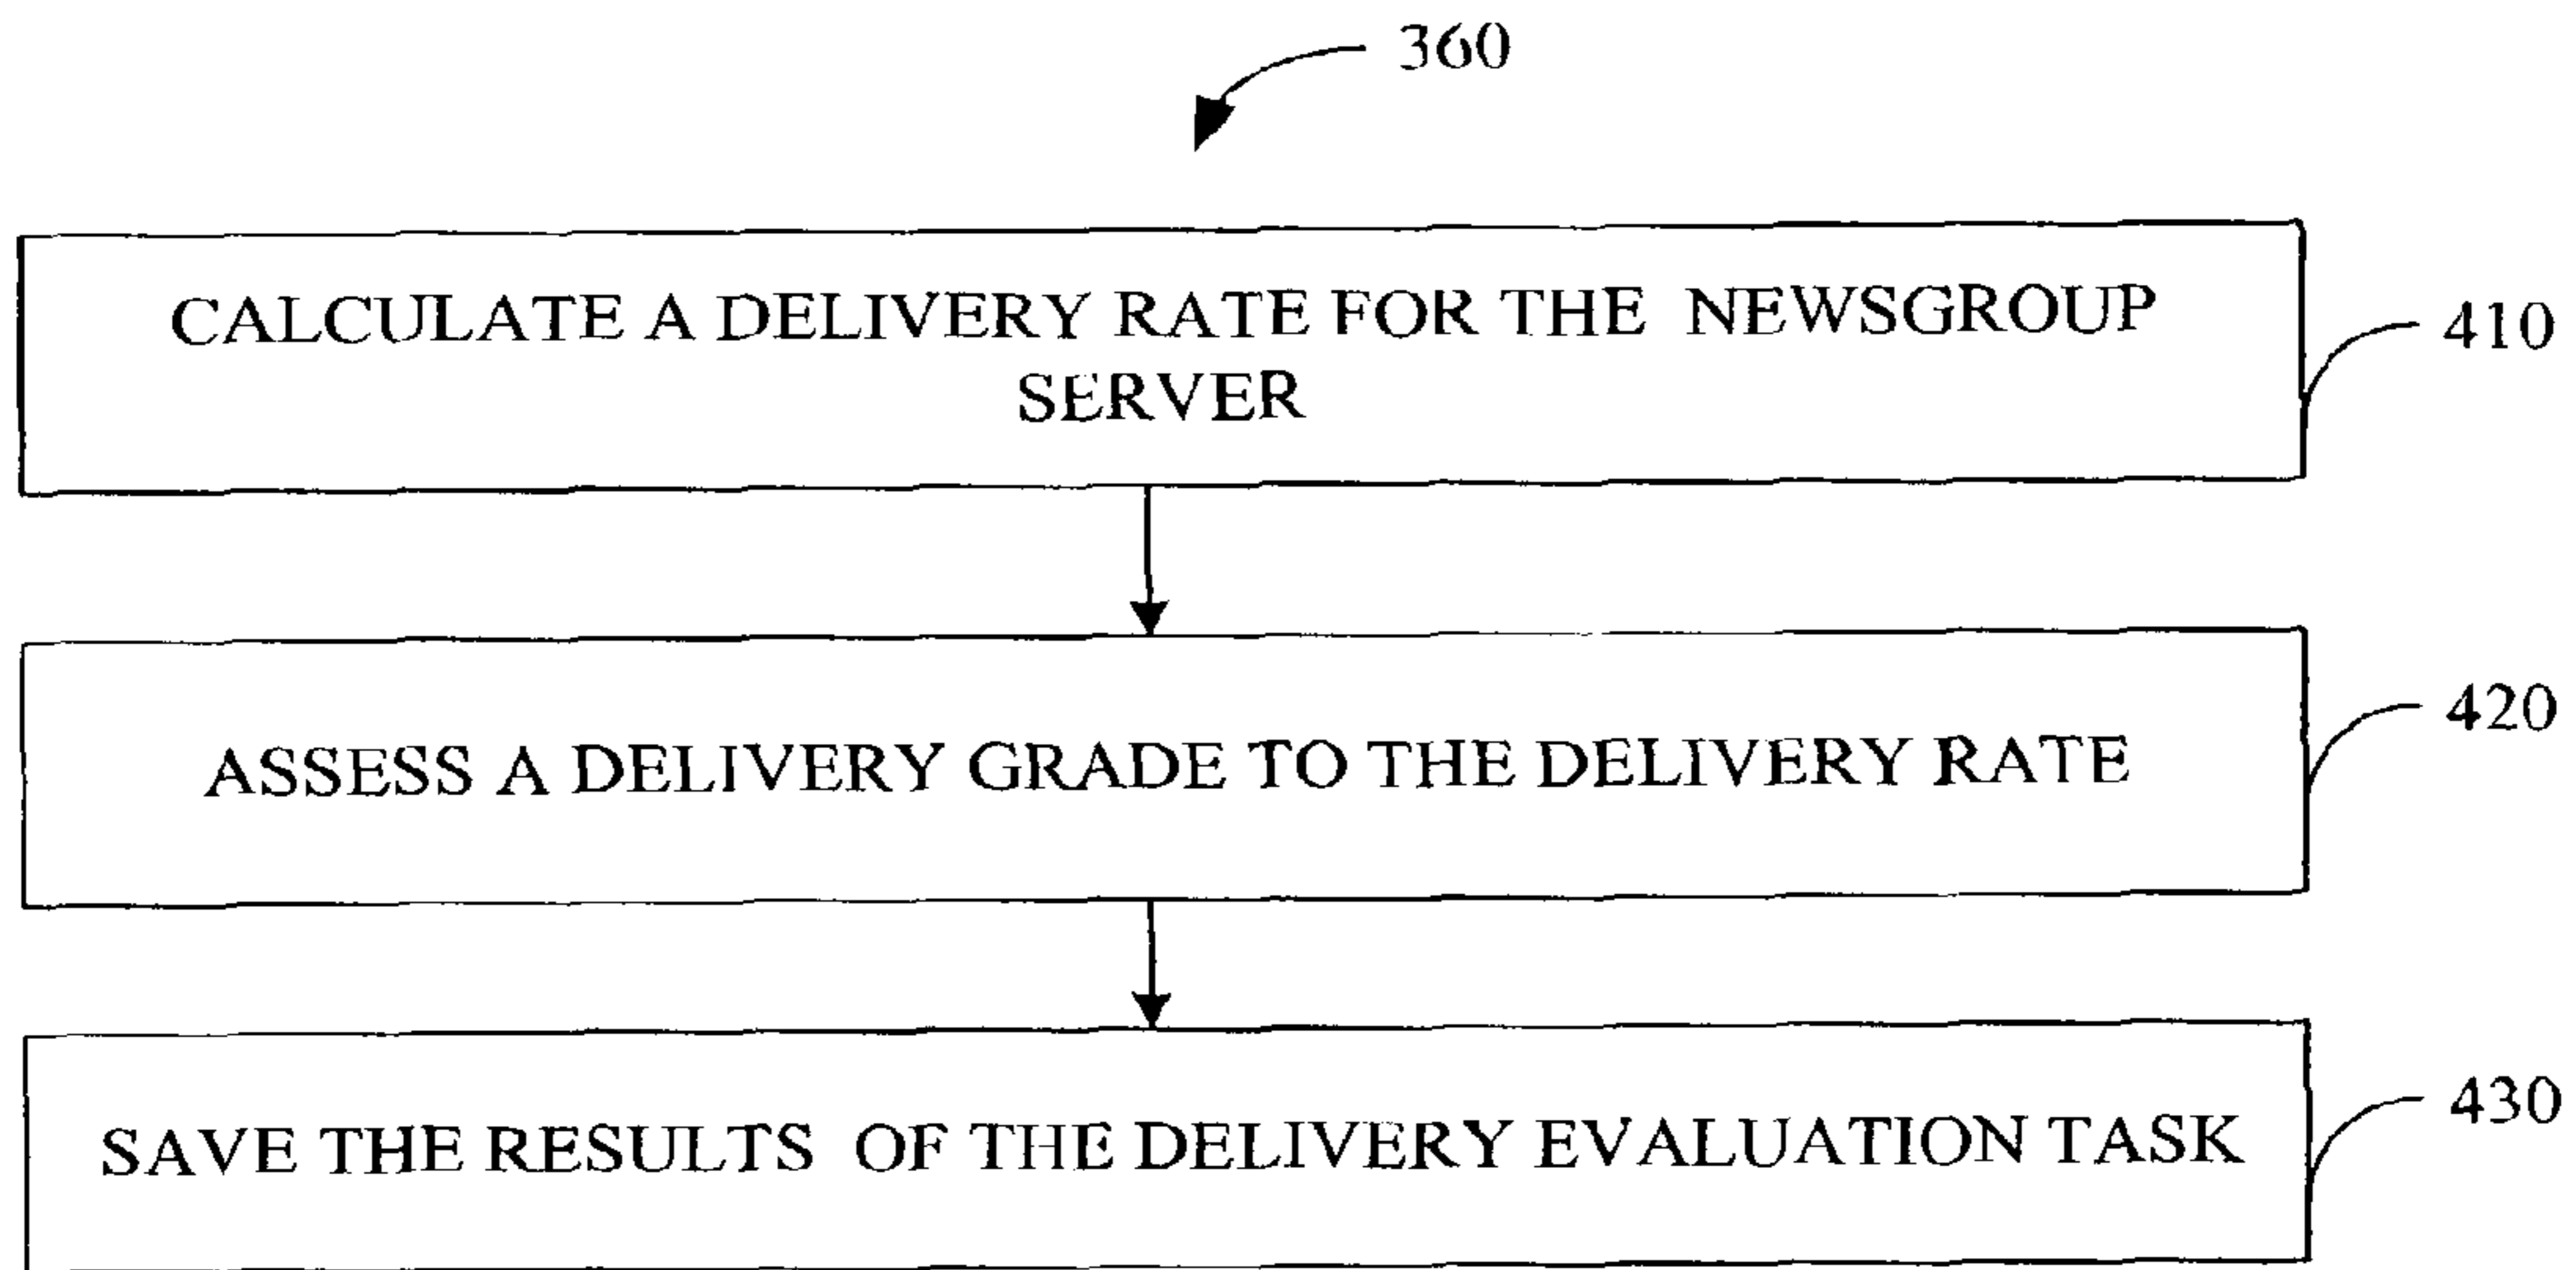 360
CALCULATE A DELIVERY RATE FOR THE NEWSGROUP
SERVER
410
ASSESS A DELIVERY GRADE TO THE DELIVERY RATE
420
SAVE THE RESULTS OF THE DELIVERY EVALUATION TASK
430